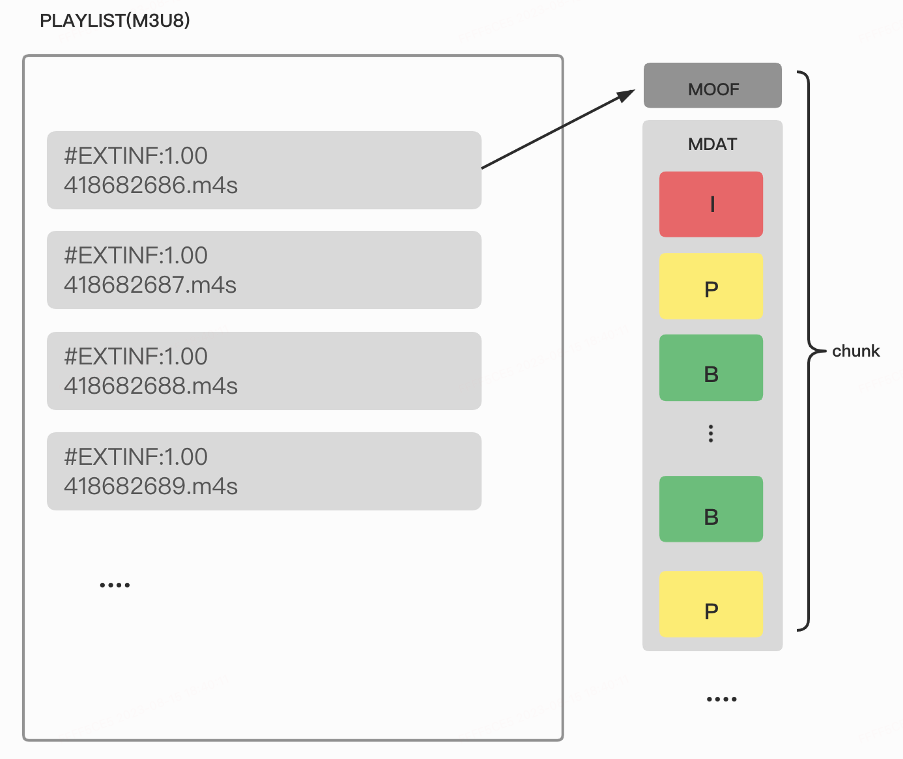 PLAYLIST(M3U8)
#EXTINF:1.00
418682686.m4s
#EXTINF:1.00
418682687.m4s
#EXTINF:1.00
418682688.m4s
#EXTINF:1.00
418682689.m4s
....
MOOF
MDAT
I
P
B
⋮
B
P
chunk
....